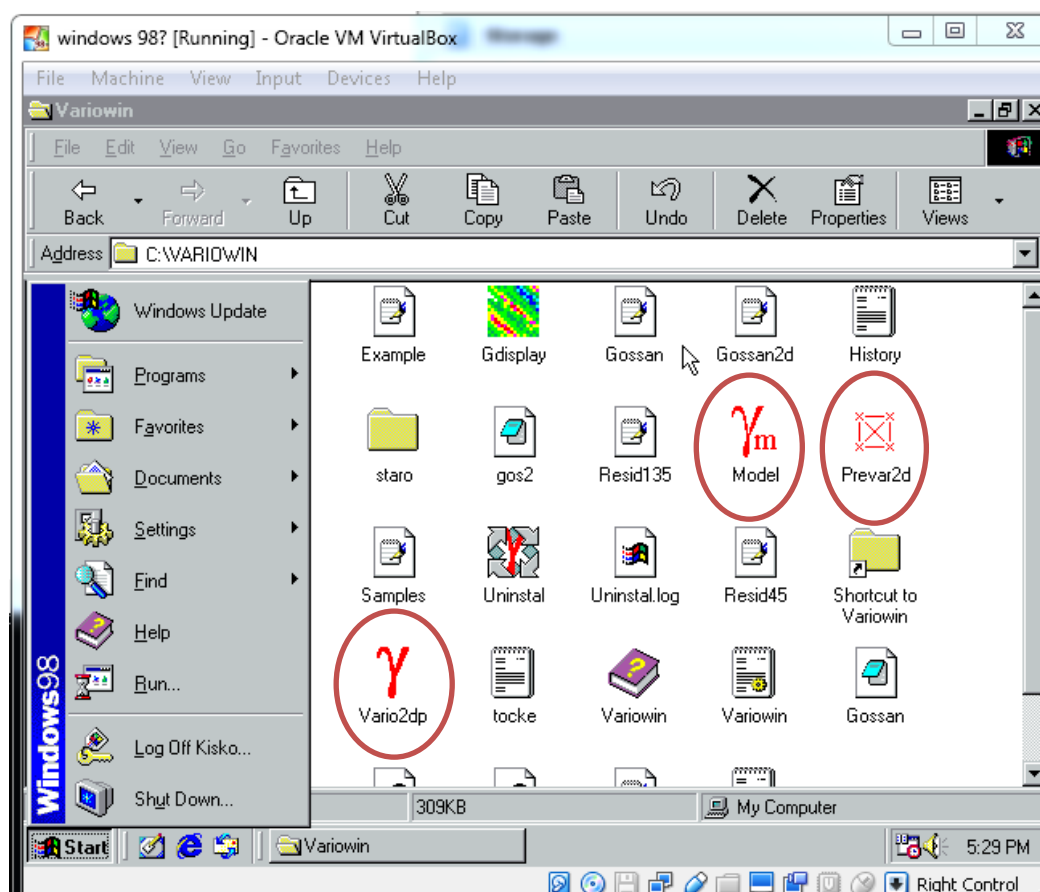 windows 98? [Running] - Oracle VM VirtualBox
File Machine View Input Devices Help
Variowin
File Edit View Go Favorites Help
Back Forward Up Cut Copy Paste Undo Delete Properties Views
Address C:\VARIOWIN
Windows Update
Programs
Favorites
Documents
Settings
Find
Help
Run...
Log Off Kisko...
Shut Down...
Windows98
Example Gdisplay Gossan Gossan2d History
γm
staro gos2 Resid135 Model Prevar2d
Samples Uninstal Uninstal.log Resid45 Shortcut to
Variowin
γ
Vario2dp tocke Variowin Variowin Gossan
309KB My Computer
Start Variowin 5:29 PM
Right Control